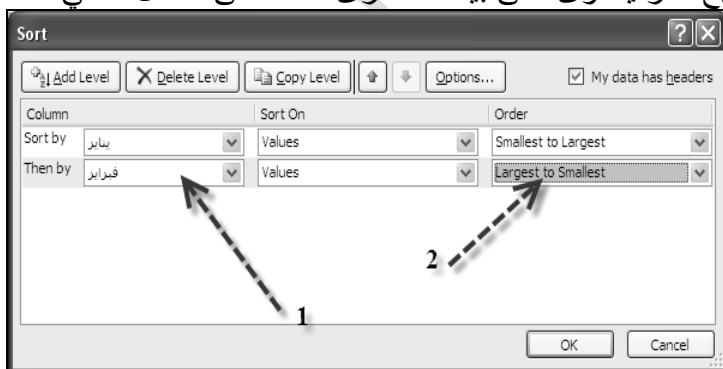 Sort
Add Level Delete Level Copy Level Options... My data has headers
Column Sort On Order
Sort by يناير Values Smallest to Largest
Then by فبراير Values Largest to Smallest
2
1
OK Cancel